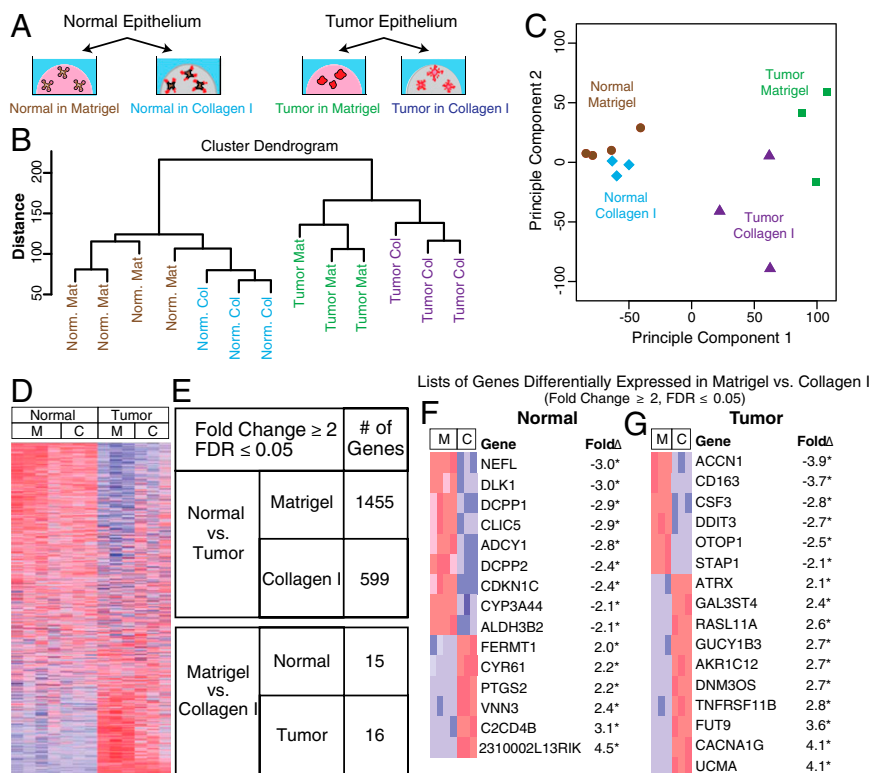 A
Normal Epithelium
Tumor Epithelium
Normal in Matrigel
Normal in Collagen I
Tumor in Matrigel
Tumor in Collagen I
B
Cluster Dendrogram
Distance
200
150
100
50
Norm. Mat
Norm. Mat
Norm. Mat
Norm. Mat
Norm. Col
Norm. Col
Norm. Col
Tumor Mat
Tumor Mat
Tumor Mat
Tumor Col
Tumor Col
Tumor Col
C
Principle Component 2
100
50
0
-50
-100
Normal
Matrigel
Normal
Collagen I
Tumor
Matrigel
Tumor
Collagen I
-50
0
50
100
Principle Component 1
D
Normal
Tumor
M
C
M
C
E
Fold Change ≥ 2
FDR ≤ 0.05
# of
Genes
Normal
vs.
Tumor
Matrigel
1455
Collagen I
599
Matrigel
vs.
Collagen I
Normal
15
Tumor
16
Lists of Genes Differentially Expressed in Matrigel vs. Collagen I
(Fold Change ≥ 2, FDR ≤ 0.05)
F
Normal
M C Gene FoldΔ
NEFL -3.0*
DLK1 -3.0*
DCPP1 -2.9*
CLIC5 -2.9*
ADCY1 -2.8*
DCPP2 -2.4*
CDKN1C -2.4*
CYP3A44 -2.1*
ALDH3B2 -2.1*
FERMT1 2.0*
CYR61 2.2*
PTGS2 2.2*
VNN3 2.4*
C2CD4B 3.1*
2310002L13RIK 4.5*
G
Tumor
M C Gene FoldΔ
ACCN1 -3.9*
CD163 -3.7*
CSF3 -2.8*
DDIT3 -2.7*
OTOP1 -2.5*
STAP1 -2.1*
ATRX 2.1*
GAL3ST4 2.4*
RASL11A 2.6*
GUCY1B3 2.7*
AKR1C12 2.7*
DNM3OS 2.7*
TNFRSF11B 2.8*
FUT9 3.6*
CACNA1G 4.1*
UCMA 4.1*